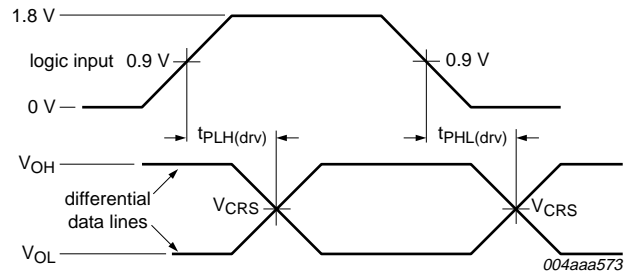 1.8 V
logic input 0.9 V
0.9 V
0 V
tPLH(drv)
tPHL(drv)
VOH
differential
data lines
VCRS
VCRS
VOL
004aaa573